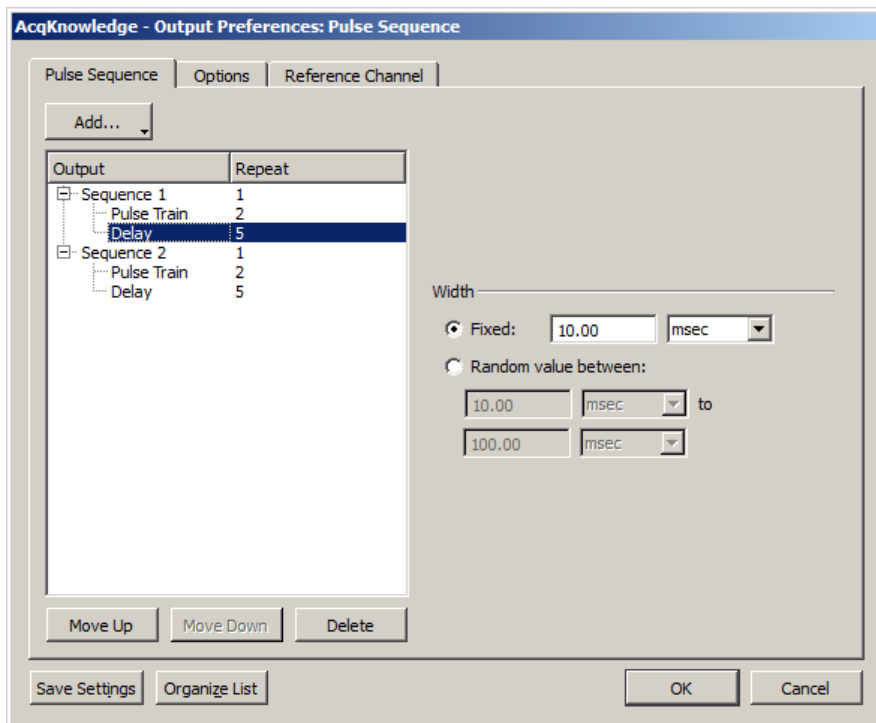 AcqKnowledge - Output Preferences: Pulse Sequence
Pulse Sequence Options Reference Channel
Add...
Output Repeat
Sequence 1 1
Pulse Train 2
Delay 5
Sequence 2 1
Pulse Train 2
Delay 5
Width
Fixed: 10.00 msec
Random value between:
10.00 msec to
100.00 msec
Move Up Move Down Delete
Save Settings Organize List OK Cancel